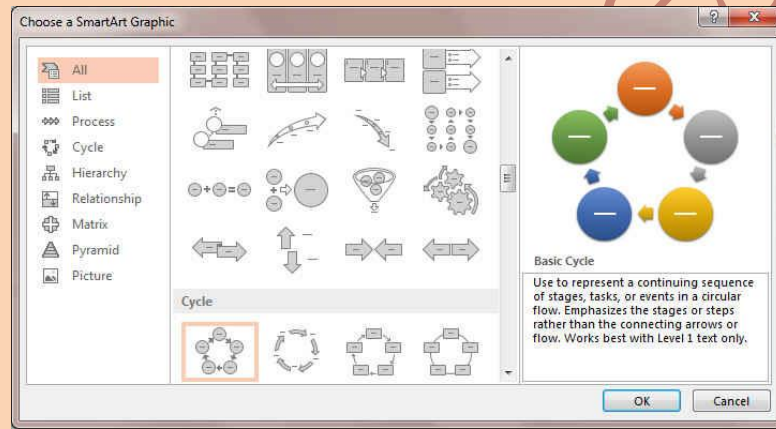 Choose a SmartArt Graphic
All
List
Process
Cycle
Hierarchy
Relationship
Matrix
Pyramid
Picture
Cycle
Basic Cycle
Use to represent a continuing sequence
of stages, tasks, or events in a circular
flow. Emphasizes the stages or steps
rather than the connecting arrows or
flow. Works best with Level 1 text only.
OK
Cancel